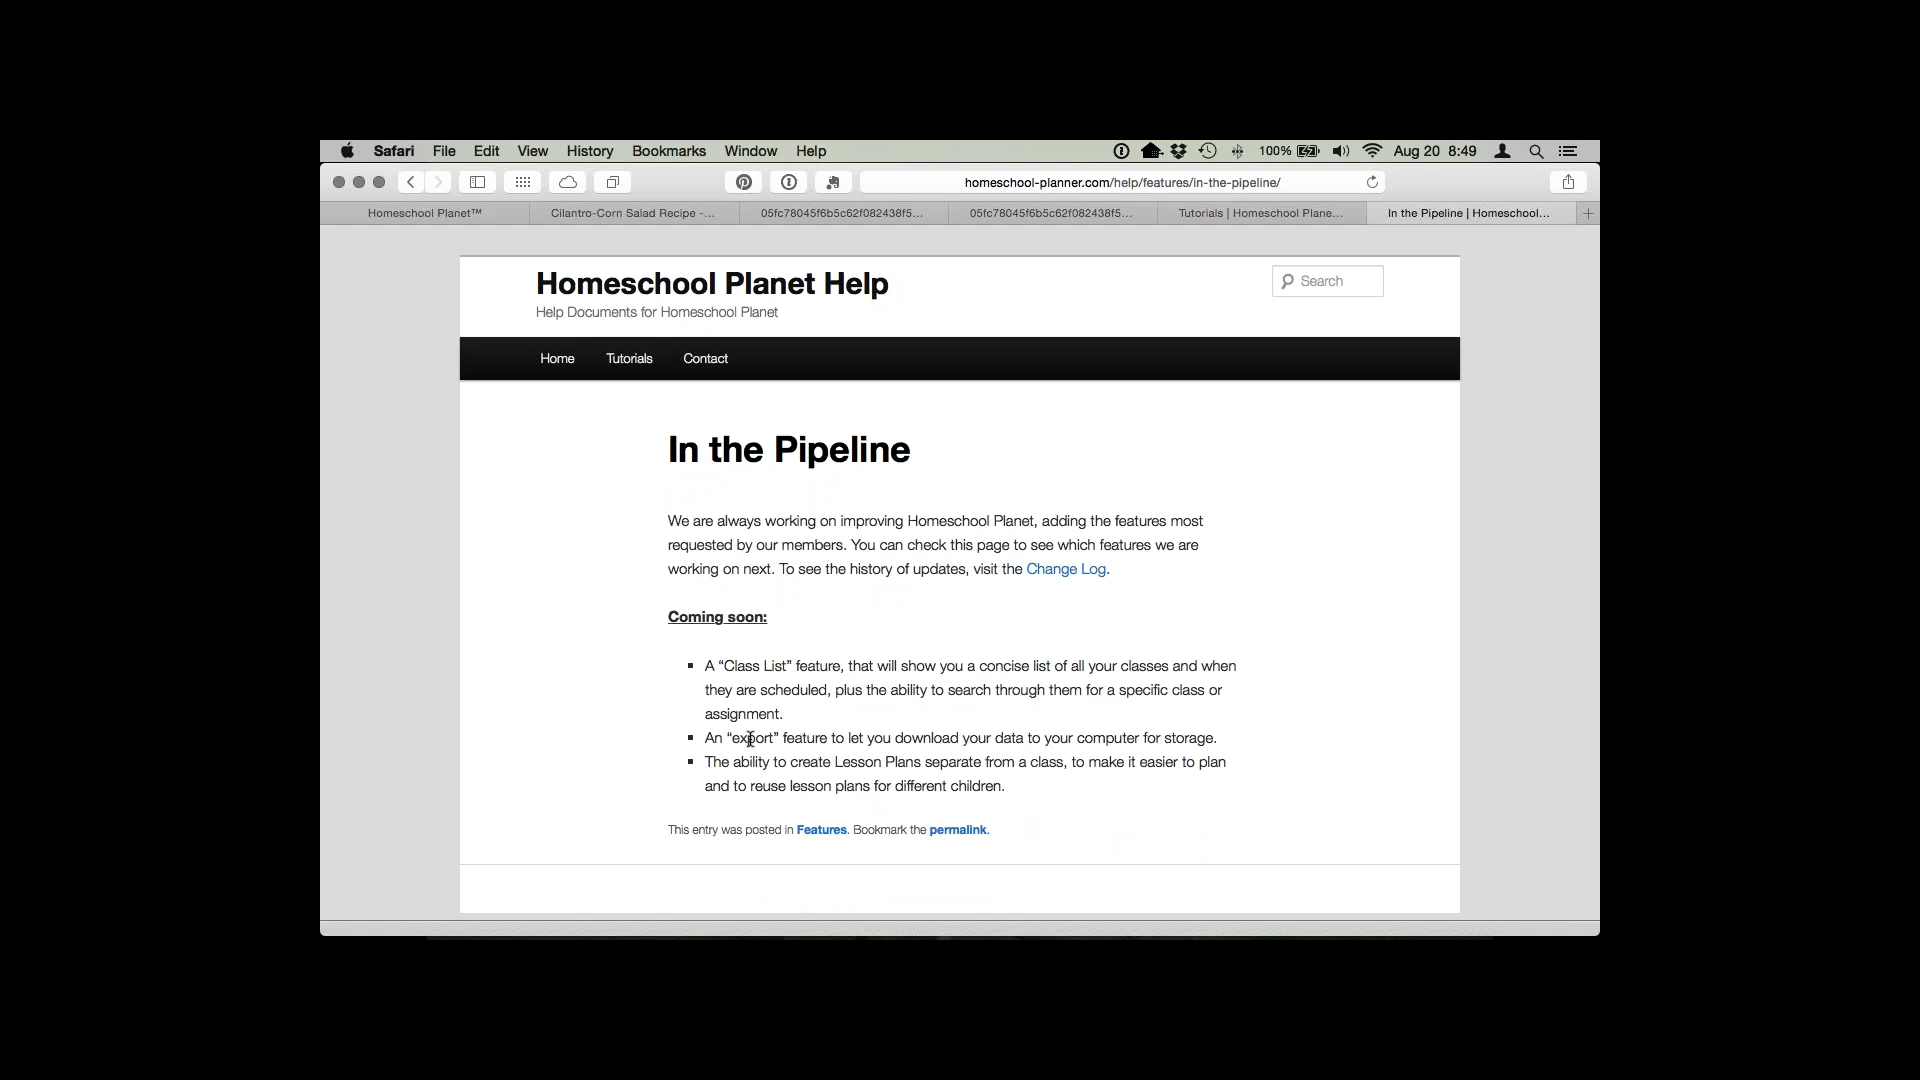 Safari File Edit View History Bookmarks Window Help 100% Aug 20 8:49
homeschool-planner.com/help/features/in-the-pipeline/
Homeschool Planet™ Cilantro-Corn Salad Recipe -... 05fc78045f6b5c62f082438f5... 05fc78045f6b5c62f082438f5... Tutorials | Homeschool Plane... In the Pipeline | Homeschool...
Homeschool Planet Help
Search
Help Documents for Homeschool Planet
Home Tutorials Contact
In the Pipeline
We are always working on improving Homeschool Planet, adding the features most
requested by our members. You can check this page to see which features we are
working on next. To see the history of updates, visit the Change Log.
Coming soon:
A “Class List” feature, that will show you a concise list of all your classes and when
they are scheduled, plus the ability to search through them for a specific class or
assignment.
An “export” feature to let you download your data to your computer for storage.
The ability to create Lesson Plans separate from a class, to make it easier to plan
and to reuse lesson plans for different children.
This entry was posted in Features. Bookmark the permalink.